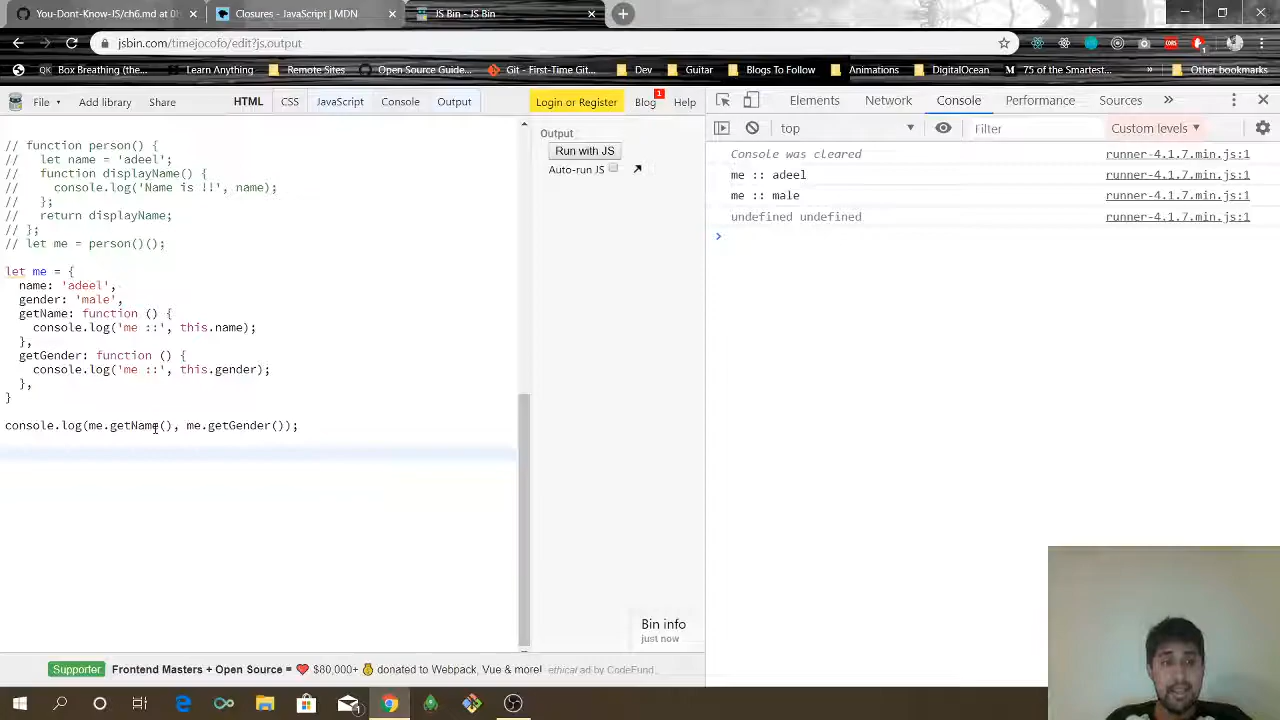 You-Dont-Know-JS/ch6.md at 
Closures - JavaScript | MDN
JS Bin - JS Bin
jsbin.com/timejocofo/edit?js,output
Box Breathing (the...
Learn Anything
Remote Sites
Open Source Guide...
Git - First-Time Git...
Dev
Guitar
Blogs To Follow
Animations
DigitalOcean
M 75 of the Smartest...
»
Other bookmarks
File
Add library
Share
HTML
CSS
JavaScript
Console
Output
Login or Register
Blog
1
Help
Elements
Network
Console
Performance
Sources
»
top
Filter
Custom levels
// function person() {
//   let name = 'adeel';
//   function displayName() {
//     console.log('Name is !!', name);
//   }
//   return displayName;
// };
// let me = person()();
let me = {
name: 'adeel',
gender: 'male',
getName: function () {
console.log('me ::', this.name);
},
getGender: function () {
console.log('me ::', this.gender);
},
}
console.log(me.getName(), me.getGender());
Output
Run with JS
Auto-run JS
Bin info
just now
Console was cleared
runner-4.1.7.min.js:1
me :: adeel
runner-4.1.7.min.js:1
me :: male
runner-4.1.7.min.js:1
undefined undefined
runner-4.1.7.min.js:1
>
Supporter
Frontend Masters + Open Source = ❤️ $60,000+ 🏅 donated to Webpack, Vue & more!
ethical ad by CodeFund